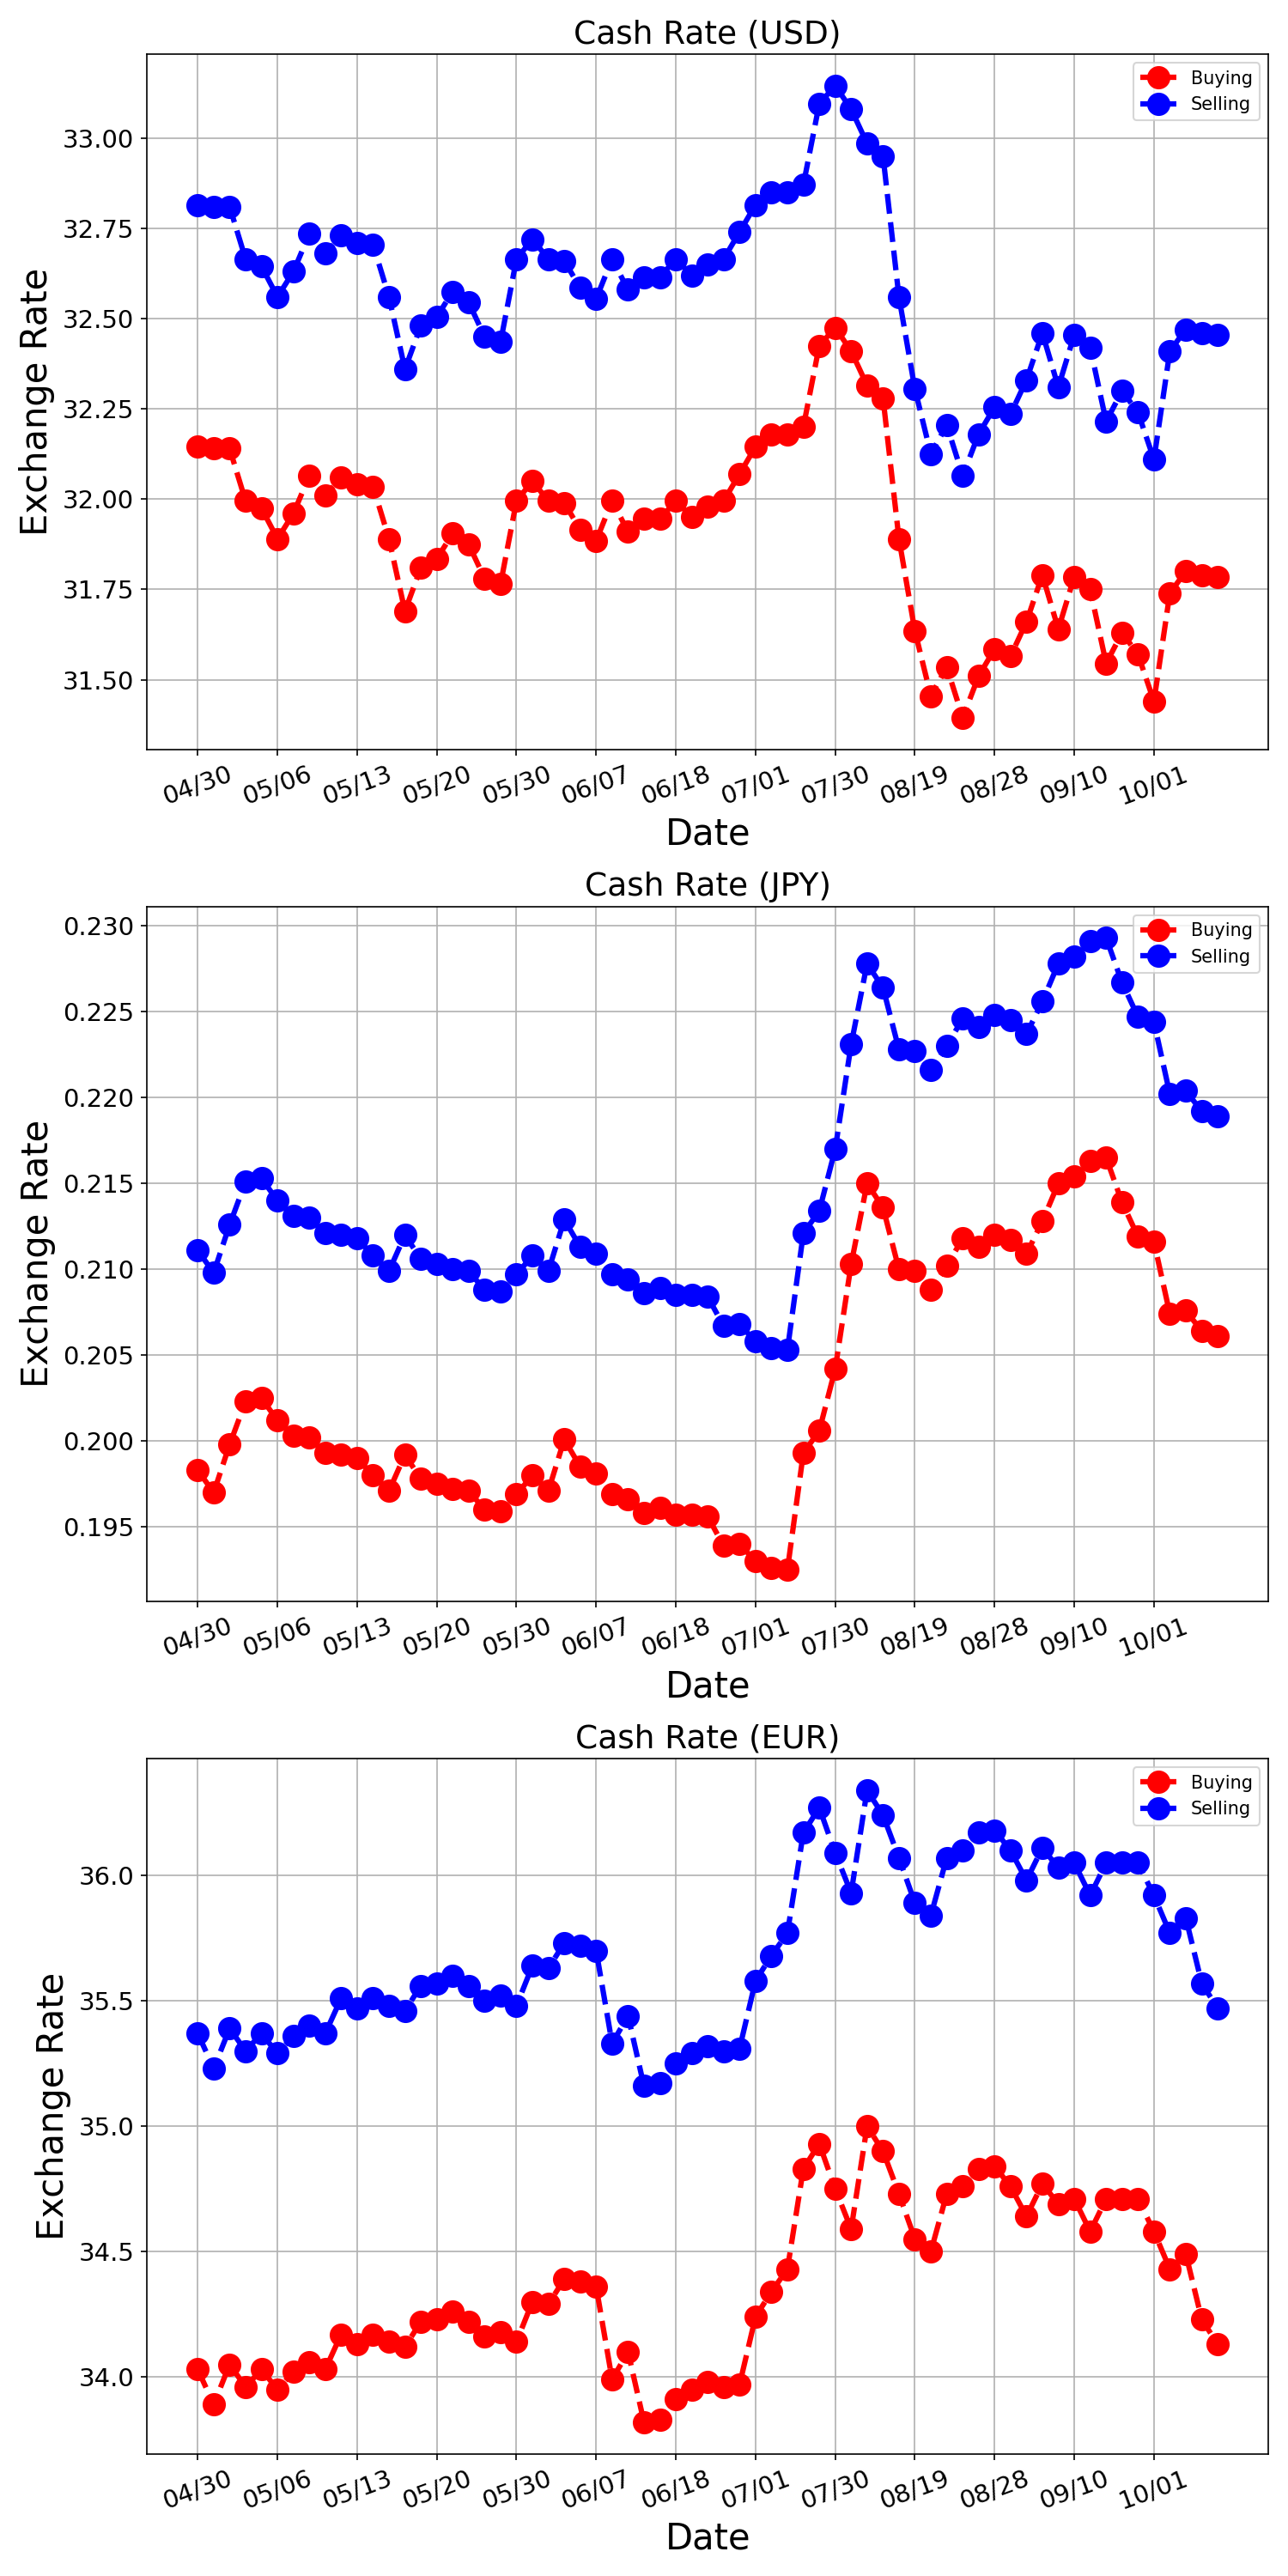 Cash Rate (USD)
Buying
Selling
Exchange Rate
33.00
32.75
32.50
32.25
32.00
31.75
31.50
04/30 05/06 05/13 05/20 05/30 06/07 06/18 07/01 07/30 08/19 08/28 09/10 10/01
Date
Cash Rate (JPY)
Buying
Selling
Exchange Rate
0.230
0.225
0.220
0.215
0.210
0.205
0.200
0.195
04/30 05/06 05/13 05/20 05/30 06/07 06/18 07/01 07/30 08/19 08/28 09/10 10/01
Date
Cash Rate (EUR)
Buying
Selling
Exchange Rate
36.0
35.5
35.0
34.5
34.0
04/30 05/06 05/13 05/20 05/30 06/07 06/18 07/01 07/30 08/19 08/28 09/10 10/01
Date